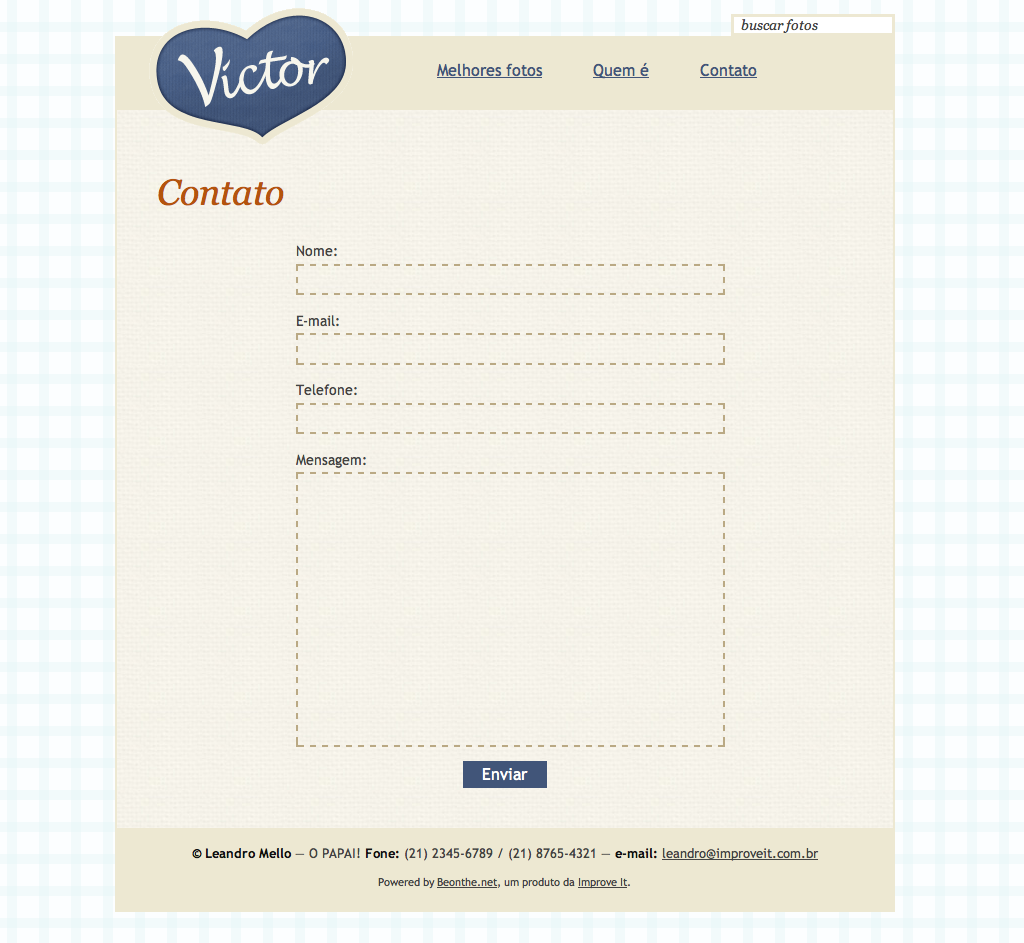 buscar fotos
Victor
Melhores fotos Quem é Contato
Contato
Nome:
E-mail:
Telefone:
Mensagem:
Enviar
© Leandro Mello — O PAPAI! Fone: (21) 2345-6789 / (21) 8765-4321 — e-mail: leandro@improveit.com.br
Powered by Beonthe.net, um produto da Improve It.